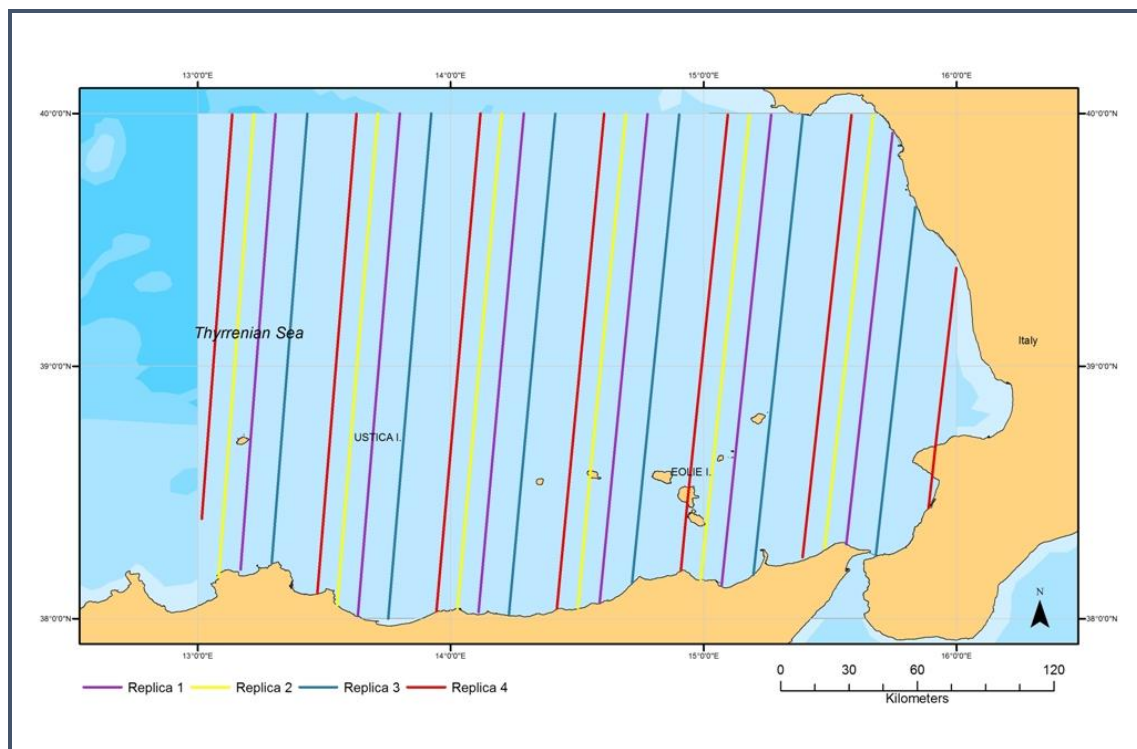 13°0'0"E 14°0'0"E 15°0'0"E 16°0'0"E
40°0'0"N 40°0'0"N
Thyrrenian Sea
39°0'0"N Italy 39°0'0"N
USTICA I.
EOLIE I.
N
38°0'0"N 38°0'0"N
13°0'0"E 14°0'0"E 15°0'0"E 16°0'0"E
Replica 1 Replica 2 Replica 3 Replica 4
0 30 60 90 120
Kilometers